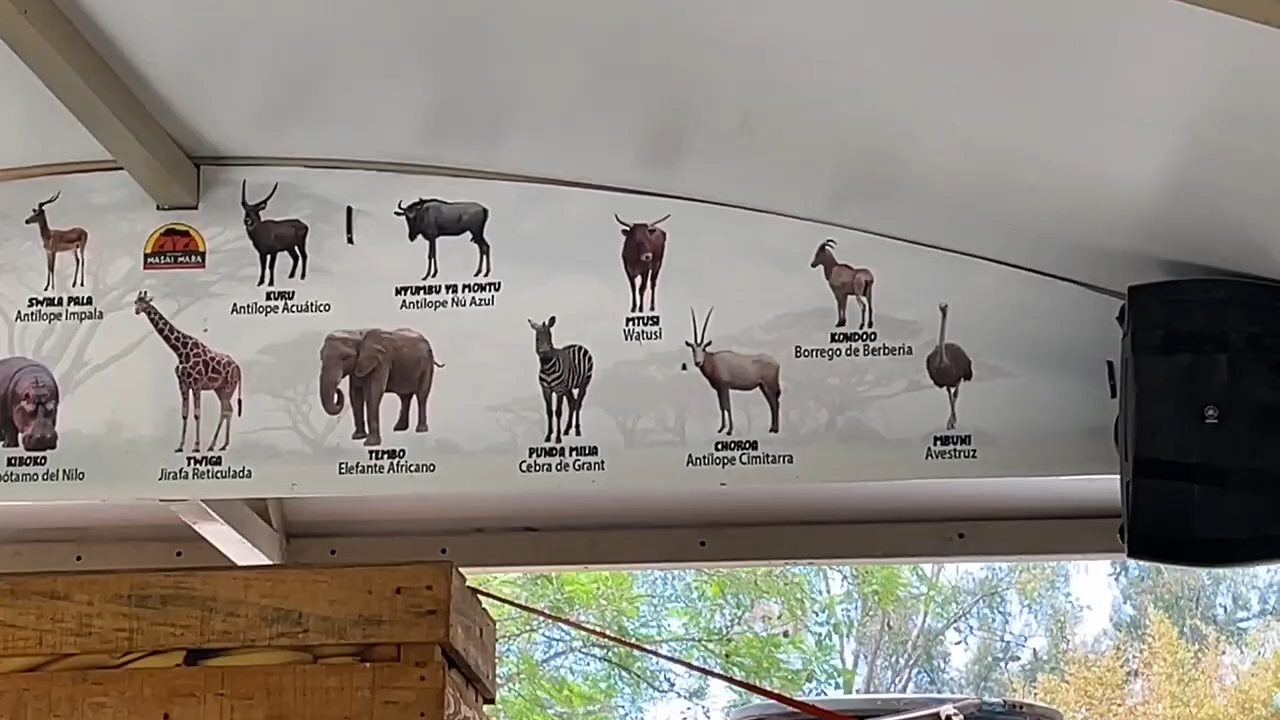 SWALA PALA
Antílope Impala
MASAI MARA
KURU
Antílope Acuático
NYUMBU YA MONTU
Antílope Ñú Azul
MTUSI
Watusi
KONDOO
Borrego de Berberia
KIBOKO
pótamo del Nilo
TWIGA
Jirafa Reticulada
TEMBO
Elefante Africano
PUNDA MILIA
Cebra de Grant
CHOROA
Antílope Cimitarra
MBUNI
Avestruz